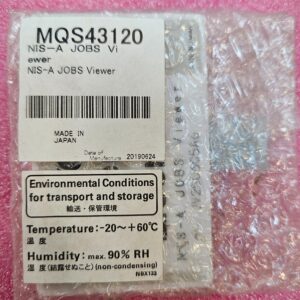 MQS43120
NIS-A JOBS Vi
ewer
NIS-A JOBS Viewer
MADE IN
JAPAN
Date of
Manufacture 20190624
Environmental Conditions
for transport and storage
輸送・保管環境
Temperature: -20~+60℃
温度
Humidity: max. 90% RH
湿度(結露せぬこと) (non-condensing)
NBX133
NIS-A JOBS Viewer